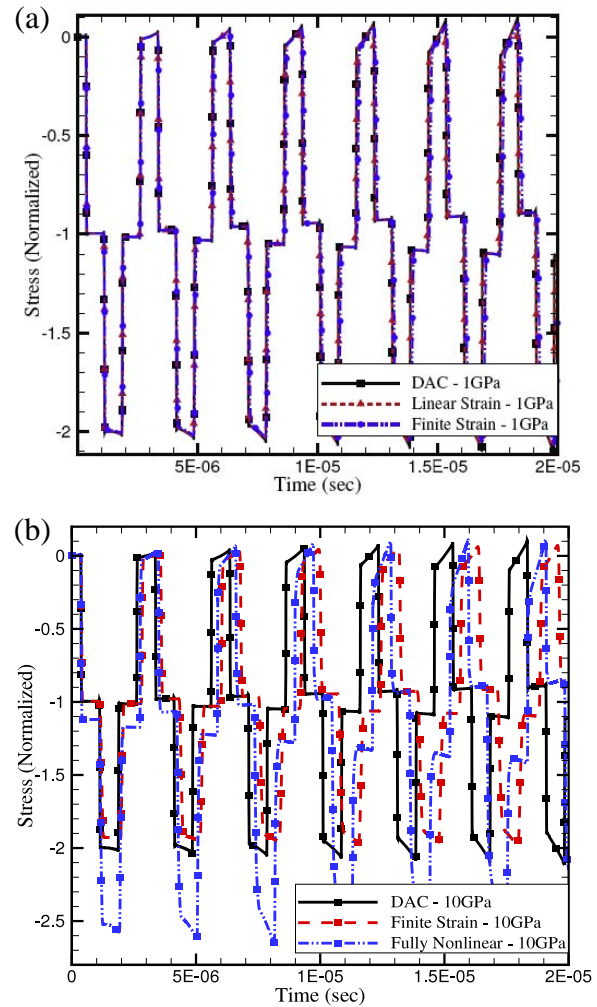 (a)
0
-0.5
-1
-1.5
-2
Stress (Normalized)
DAC - 1GPa
Linear Strain - 1GPa
Finite Strain - 1GPa
5E-06 1E-05 1.5E-05 2E-05
Time (sec)
(b)
0
-0.5
-1
-1.5
-2
-2.5
Stress (Normalized)
DAC - 10GPa
Finite Strain - 10GPa
Fully Nonlinear - 10GPa
0 5E-06 1E-05 1.5E-05 2E-05
Time (sec)